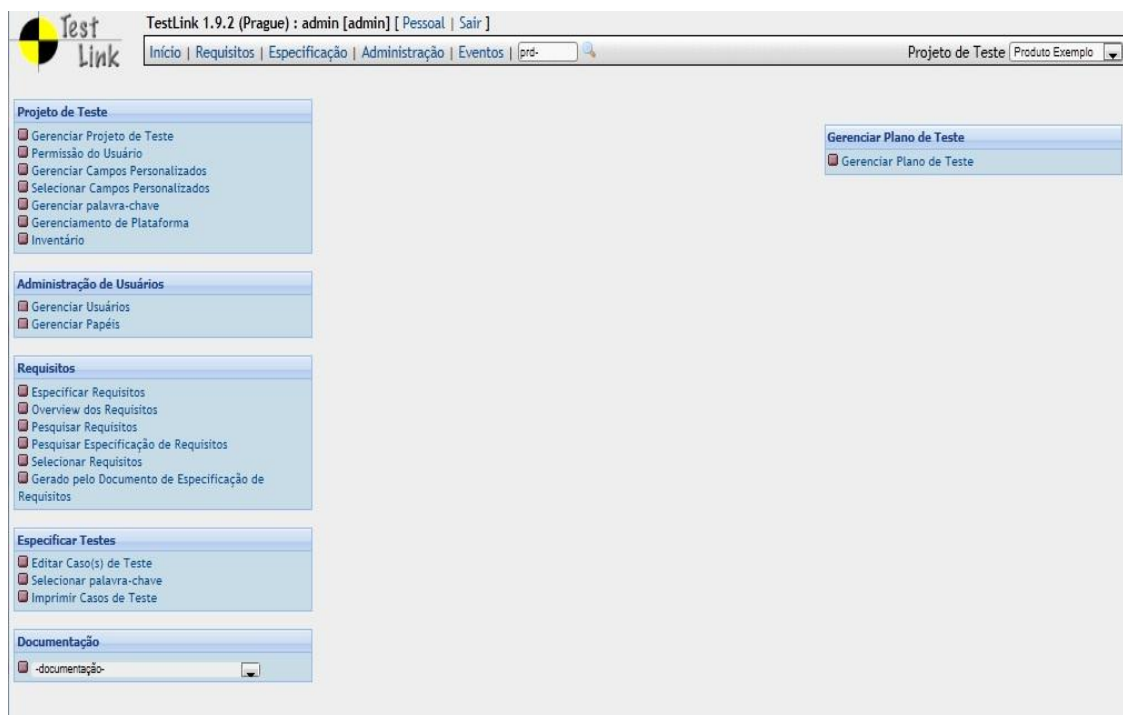 Test Link
TestLink 1.9.2 (Prague) : admin [admin] [ Pessoal | Sair ]
Início | Requisitos | Especificação | Administração | Eventos | prd-
Projeto de Teste Produto Exemplo
Projeto de Teste
Gerenciar Projeto de Teste
Permissão do Usuário
Gerenciar Campos Personalizados
Selecionar Campos Personalizados
Gerenciar palavra-chave
Gerenciamento de Plataforma
Inventário
Administração de Usuários
Gerenciar Usuários
Gerenciar Papéis
Requisitos
Especificar Requisitos
Overview dos Requisitos
Pesquisar Requisitos
Pesquisar Especificação de Requisitos
Selecionar Requisitos
Gerado pelo Documento de Especificação de
Requisitos
Especificar Testes
Editar Caso(s) de Teste
Selecionar palavra-chave
Imprimir Casos de Teste
Documentação
-documentação-
Gerenciar Plano de Teste
Gerenciar Plano de Teste